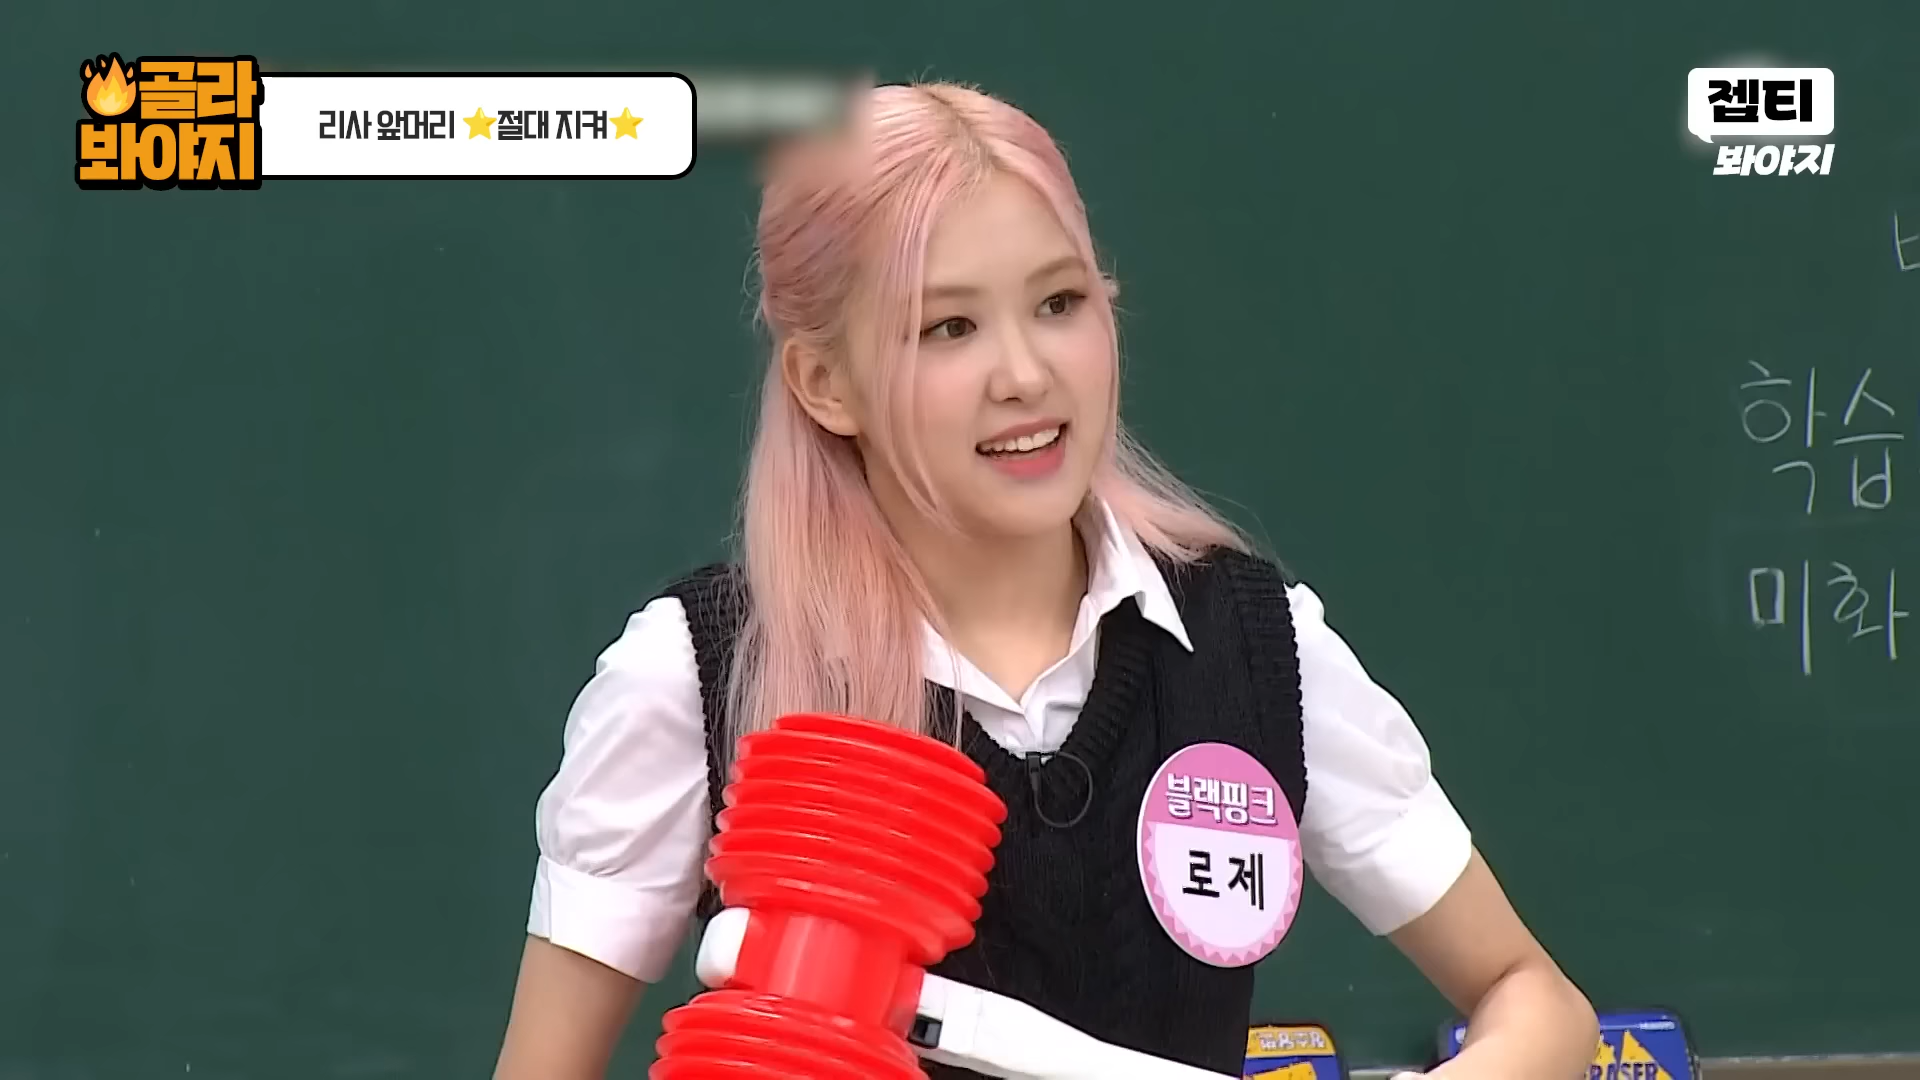 골라
봐야지
리사 앞머리 ⭐절대 지켜⭐
젭티
봐야지
학습
미화
블랙핑크
로제